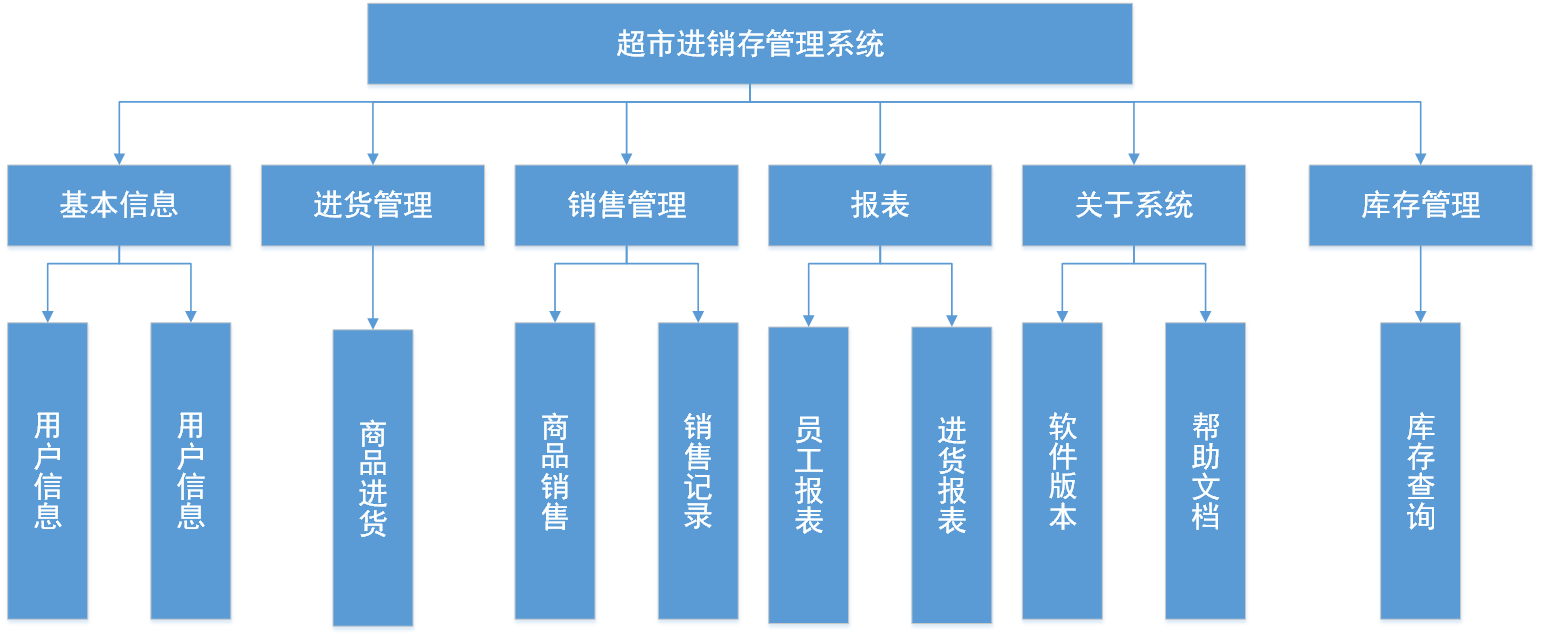 超市进销存管理系统
基本信息
进货管理
销售管理
报表
关于系统
库存管理
用户信息
用户信息
商品进货
商品销售
销售记录
员工报表
进货报表
软件版本
帮助文档
库存查询